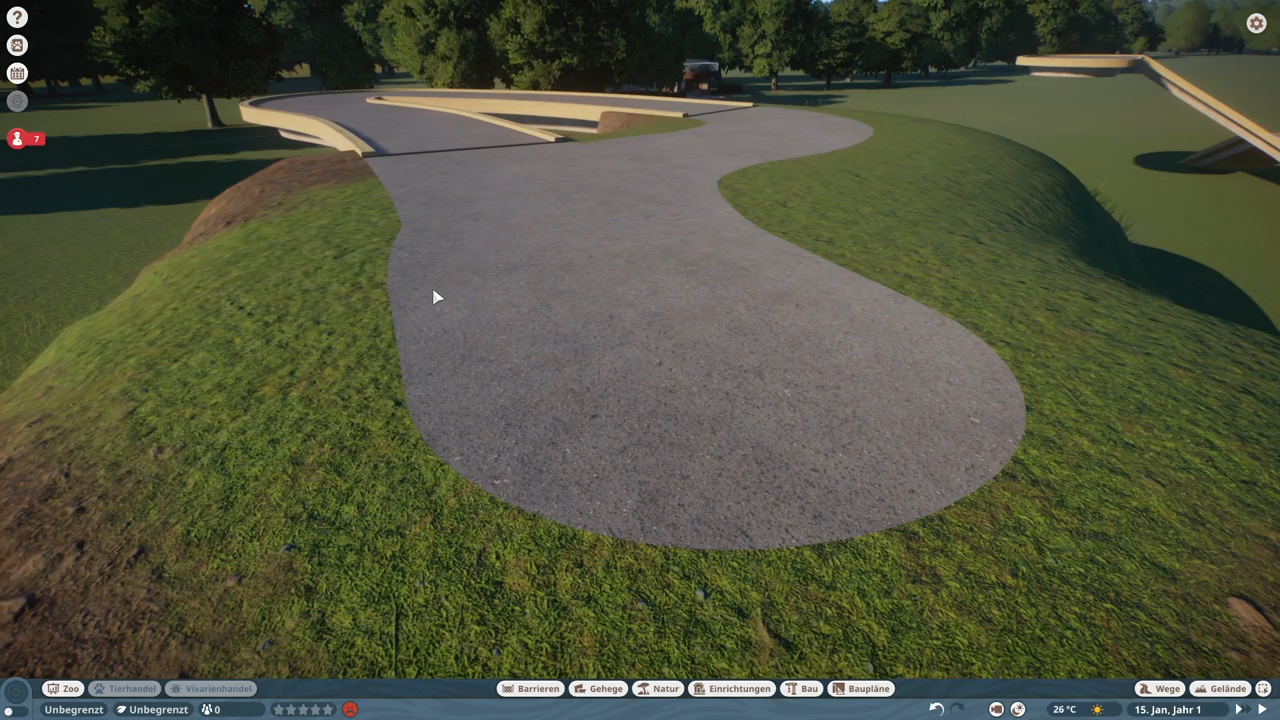 ?
7
Zoo Tierhandel Vivarienhandel Barrieren Gehege Natur Einrichtungen Bau Baupläne Wege Gelände
Unbegrenzt Unbegrenzt 0 26 °C 15. Jan, Jahr 1